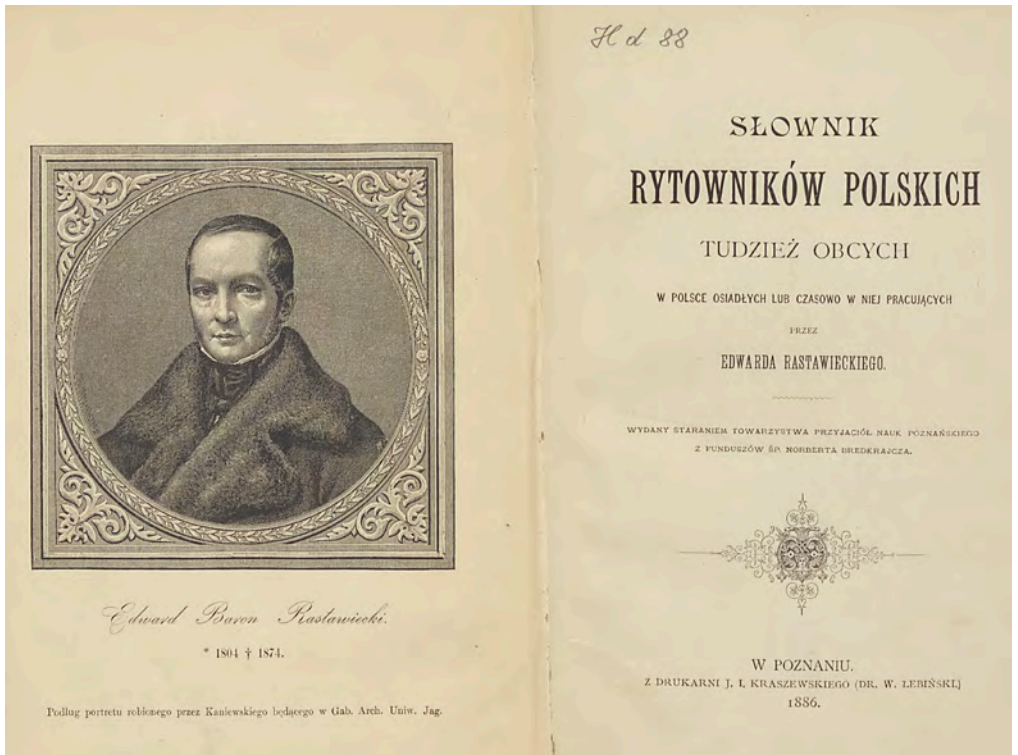 Edward Baron Rastawiecki.
* 1804 † 1874.
Podług portretu robionego przez Kaniewskiego będącego w Gab. Arch. Uniw. Jag.
H d 88
SŁOWNIK
RYTOWNIKÓW POLSKICH
TUDZIEŻ OBCYCH
W POLSCE OSIADŁYCH LUB CZASOWO W NIEJ PRACUJĄCYCH
PRZEZ
EDWARDA RASTAWIECKIEGO.
WYDANY STARANIEM TOWARZYSTWA PRZYJACIÓŁ NAUK POZNAŃSKIEGO
Z FUNDUSZÓW ŚP. NORBERTA BREDKRAJCZA.
W POZNANIU.
Z DRUKARNI J. I. KRASZEWSKIEGO (DR. W. ŁEBIŃSKI.)
1886.